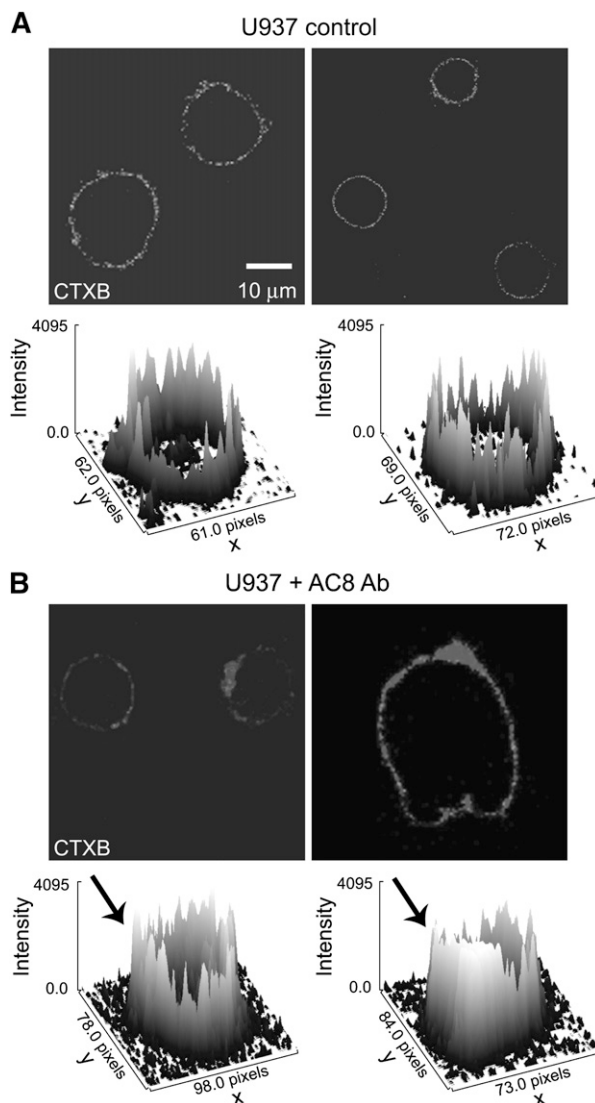 A
U937 control
CTXB
10 μm
4095
Intensity
0.0
62.0 pixels
y
61.0 pixels
x
4095
Intensity
0.0
69.0 pixels
y
72.0 pixels
x
B
U937 + AC8 Ab
CTXB
4095
Intensity
0.0
78.0 pixels
y
98.0 pixels
x
4095
Intensity
0.0
84.0 pixels
y
73.0 pixels
x